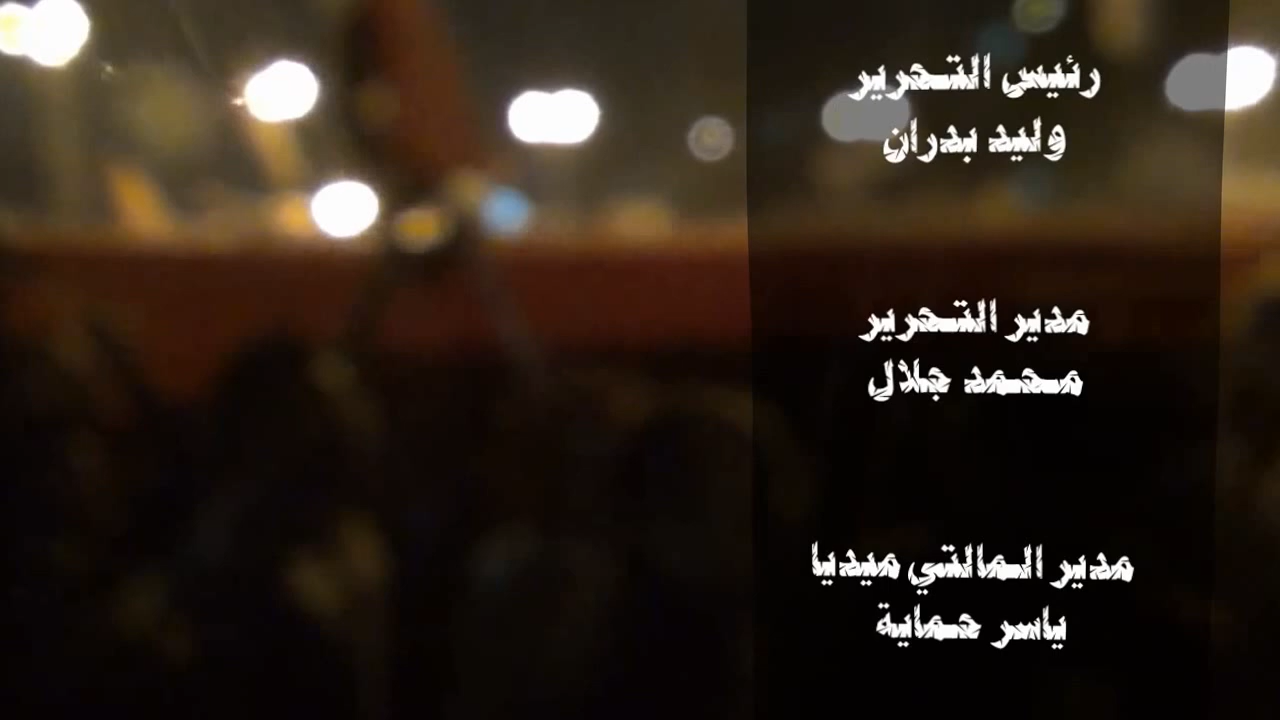 رئيس التحرير
وليد بدران
مدير التحرير
محمد جلال
مدير المالتي ميديا
ياسر حماية